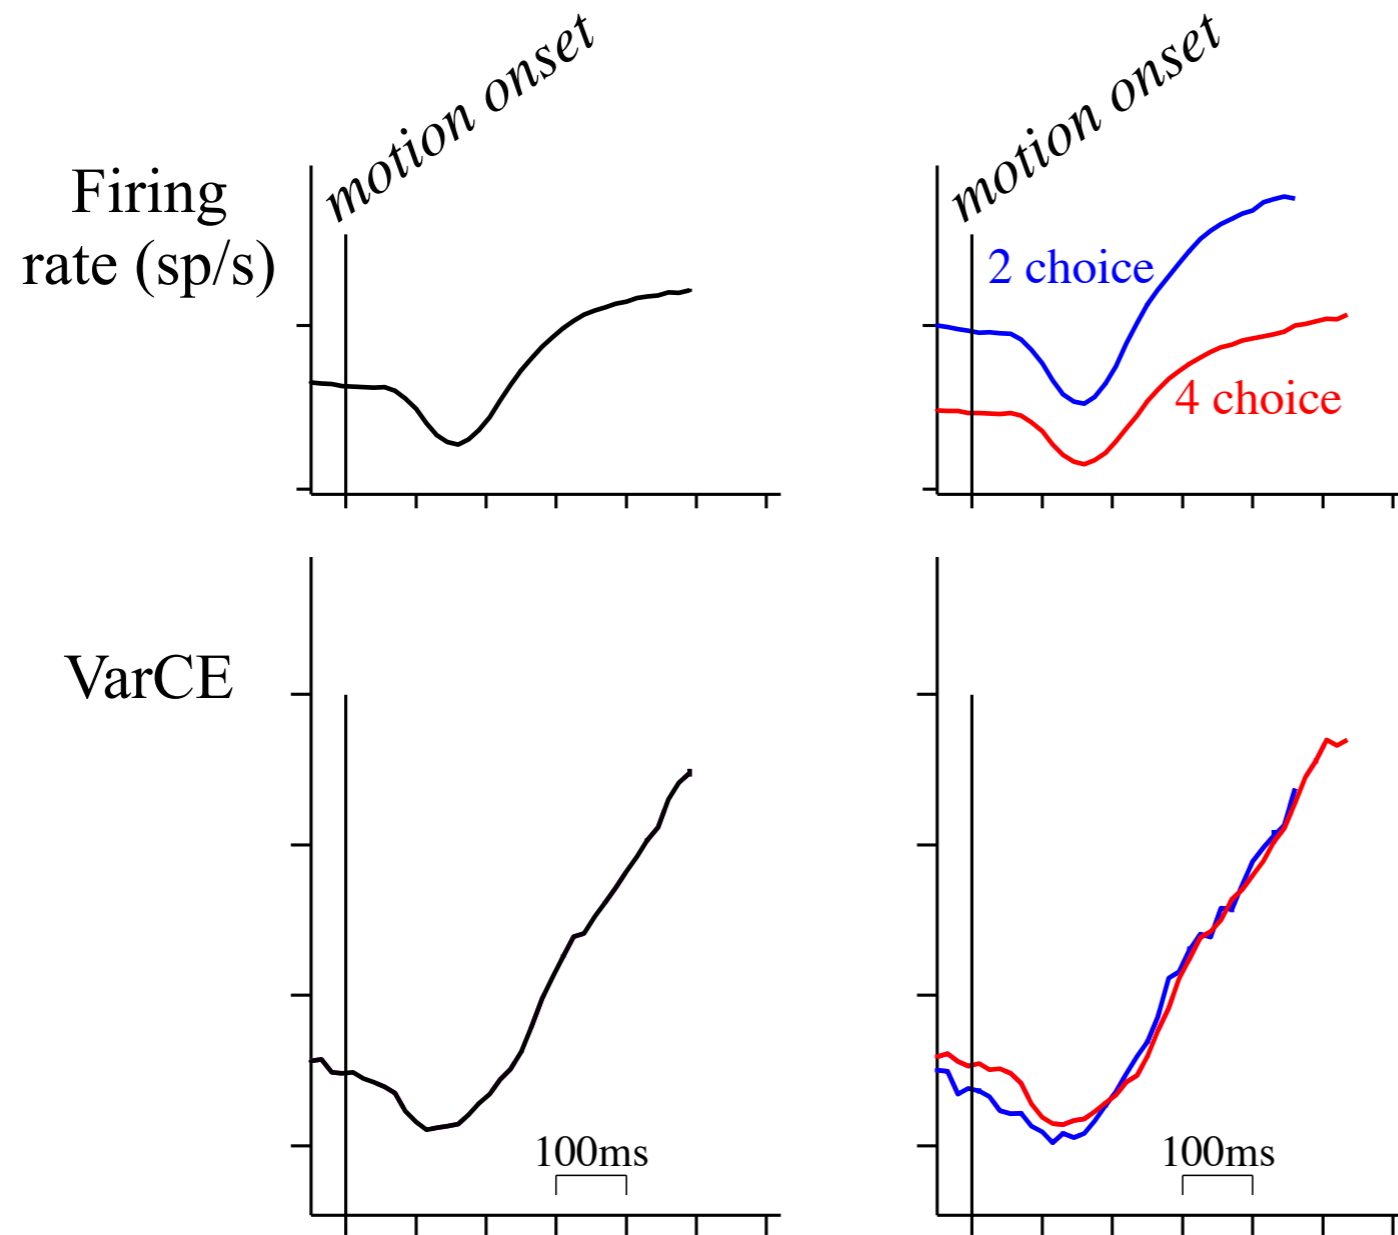 motion onset
motion onset
Firing
rate (sp/s)
2 choice
4 choice
VarCE
100ms
100ms